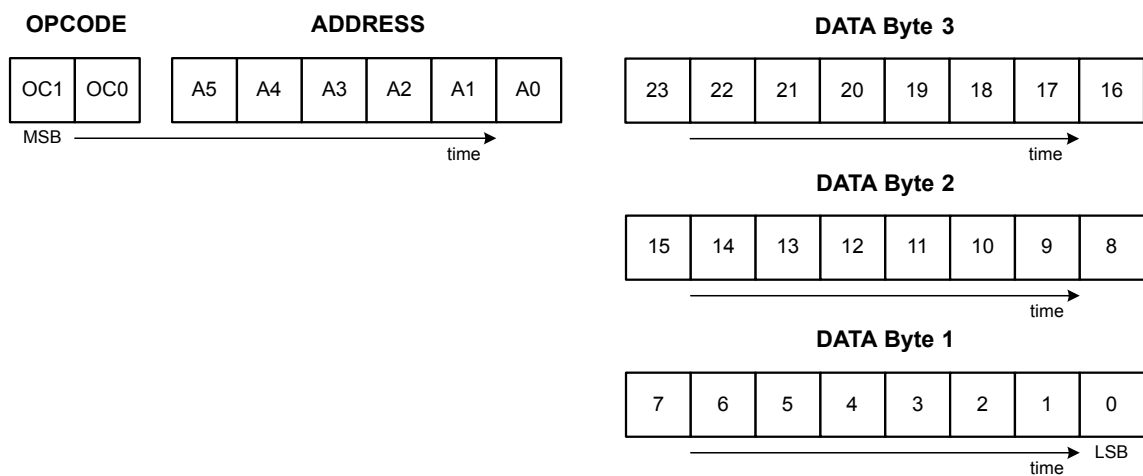 OPCODE ADDRESS DATA Byte 3
OC1 OC0 A5 A4 A3 A2 A1 A0 23 22 21 20 19 18 17 16
MSB time time
DATA Byte 2
15 14 13 12 11 10 9 8
time
DATA Byte 1
7 6 5 4 3 2 1 0
time LSB